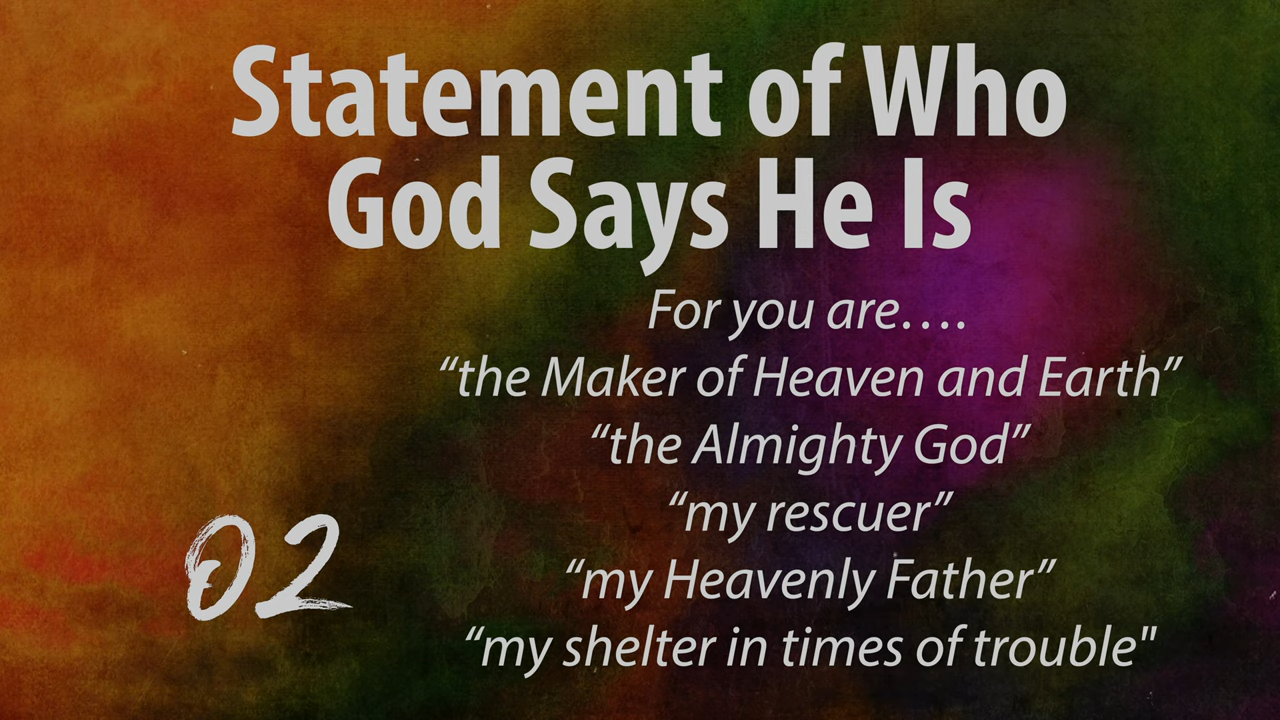 Statement of Who
God Says He Is
For you are….
“the Maker of Heaven and Earth”
“the Almighty God”
“my rescuer”
“my Heavenly Father”
“my shelter in times of trouble"
02